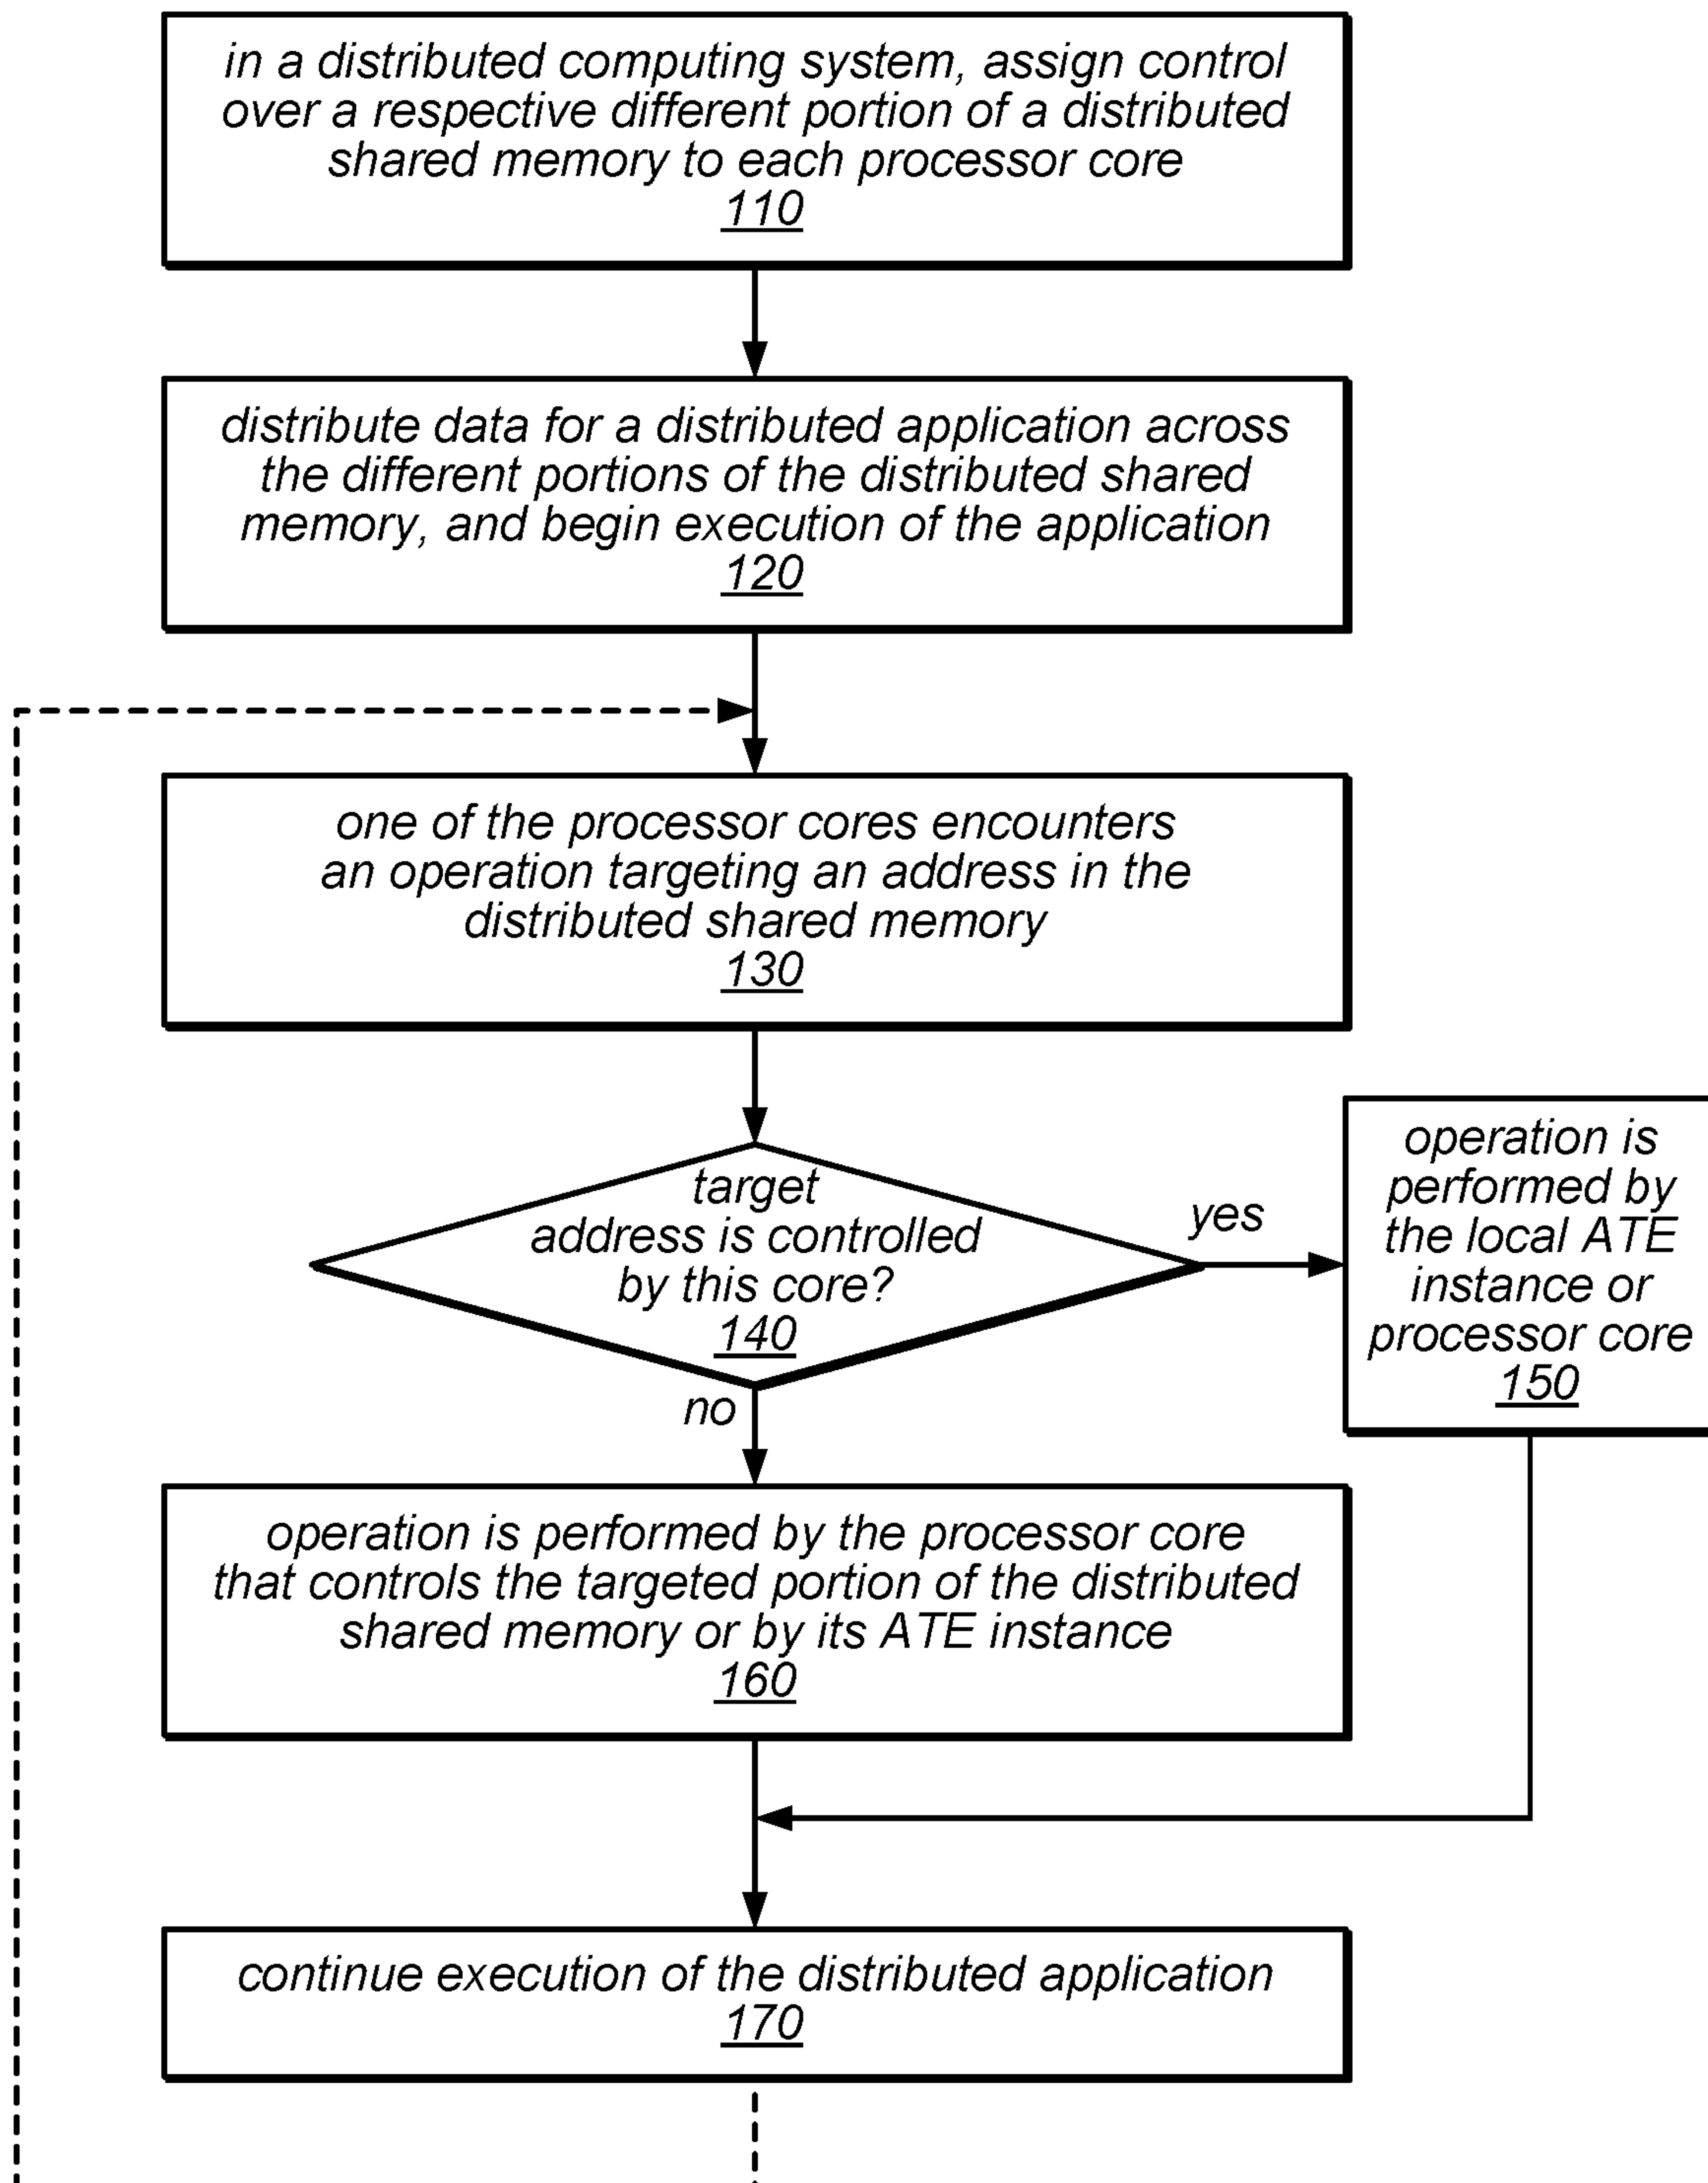 in a distributed computing system, assign control
over a respective different portion of a distributed
shared memory to each processor core
110
distribute data for a distributed application across
the different portions of the distributed shared
memory, and begin execution of the application
120
one of the processor cores encounters
an operation targeting an address in the
distributed shared memory
130
target
address is controlled
by this core?
140
yes
operation is
performed by
the local ATE
instance or
processor core
150
no
operation is performed by the processor core
that controls the targeted portion of the distributed
shared memory or by its ATE instance
160
continue execution of the distributed application
170